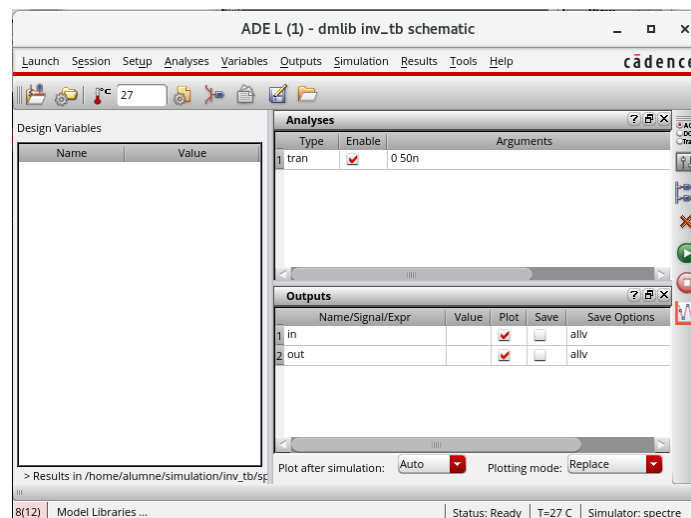 ADE L (1) - dmlib inv_tb schematic
Launch Session Setup Analyses Variables Outputs Simulation Results Tools Help cādence
°C 27
Design Variables
Name Value
Analyses
Type Enable Arguments
1 tran 0 50n
Outputs
Name/Signal/Expr Value Plot Save Save Options
1 in allv
2 out allv
> Results in /home/alumne/simulation/inv_tb/sp
Plot after simulation: Auto Plotting mode: Replace
8(12) Model Libraries ... Status: Ready T=27 C Simulator: spectre